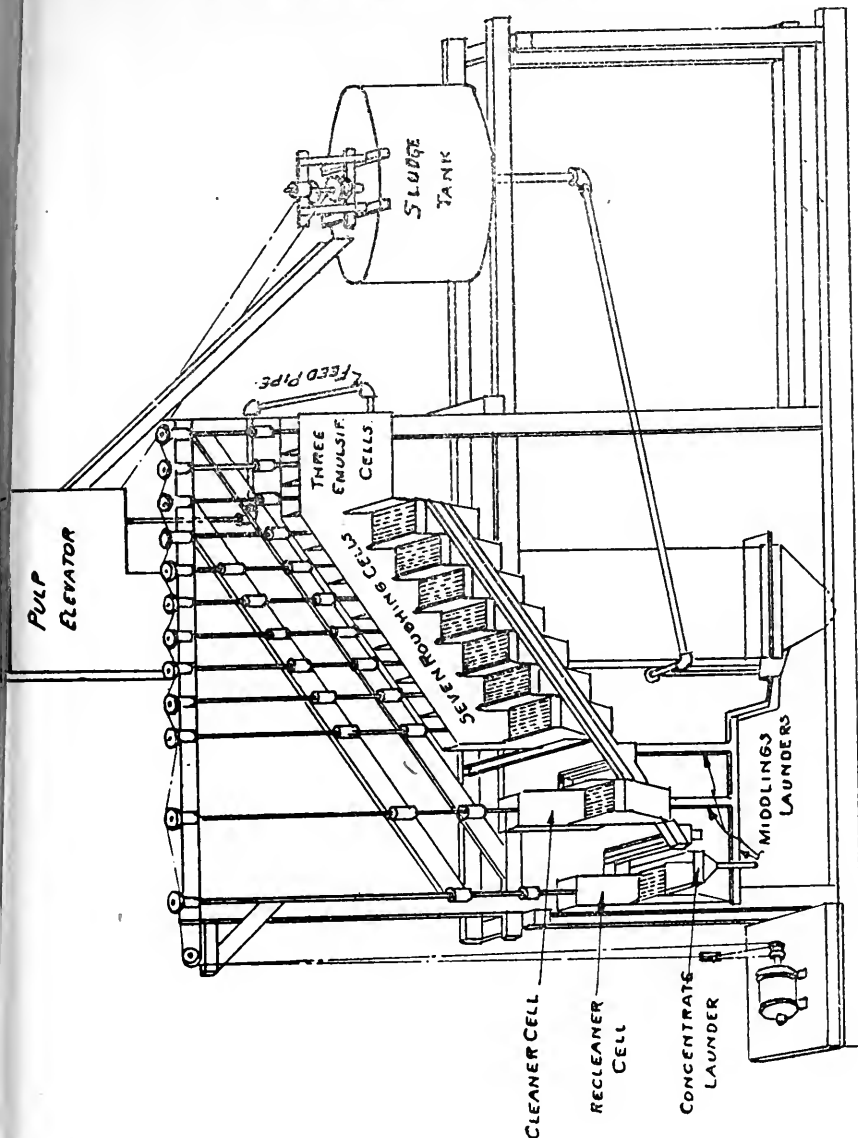 PULP
ELEVATOR
SLUDGE
TANK
FEED PIPE.
THREE
EMULSIF.
CELLS.
SEVEN ROUGHING CELLS
MIDDLINGS
LAUNDERS
CLEANER CELL
RECLEANER
CELL
CONCENTRATE
LAUNDER